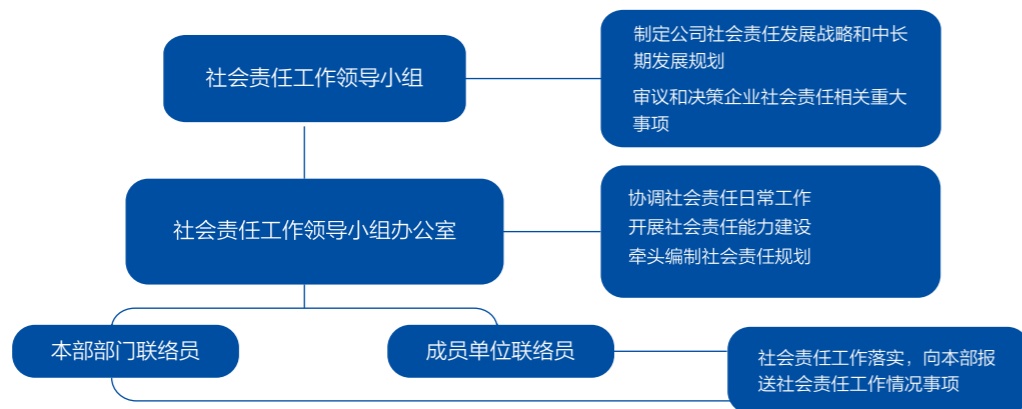 社会责任工作领导小组
制定公司社会责任发展战略和中长
期发展规划
审议和决策企业社会责任相关重大
事项
社会责任工作领导小组办公室
协调社会责任日常工作
开展社会责任能力建设
牵头编制社会责任规划
本部部门联络员
成员单位联络员
社会责任工作落实，向本部报
送社会责任工作情况事项